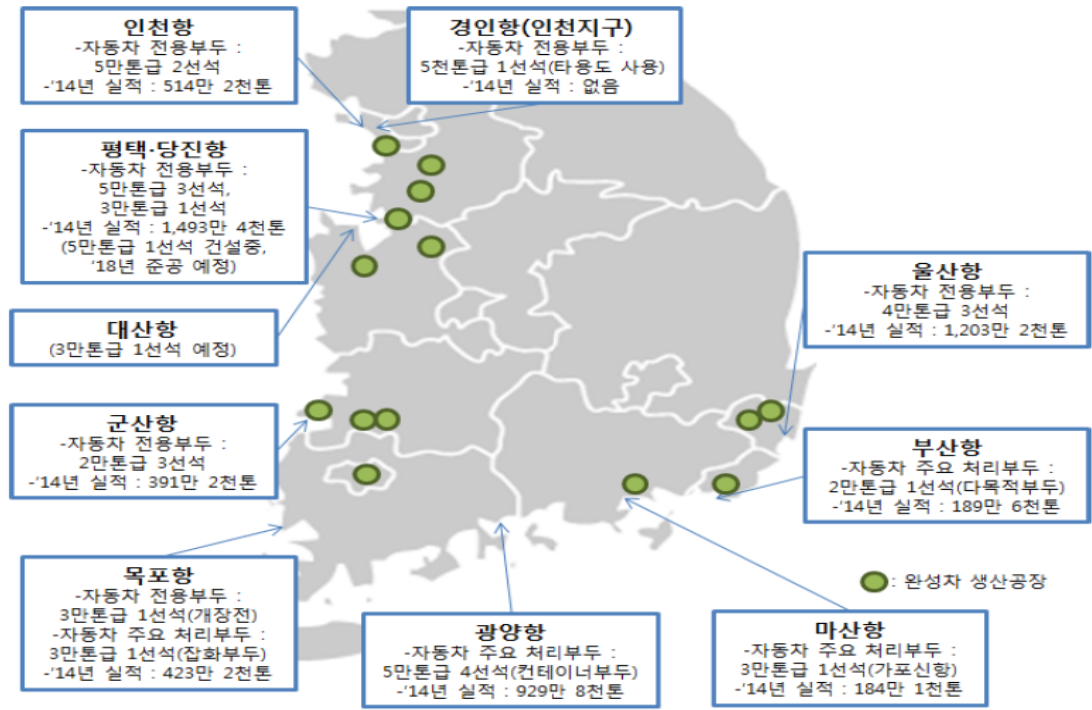 인천항
-자동차 전용부두 :
5만톤급 2선석
-'14년 실적 : 514만 2천톤
경인항(인천지구)
-자동차 전용부두 :
5천톤급 1선석(타용도 사용)
-'14년 실적 : 없음
평택·당진항
-자동차 전용부두 :
5만톤급 3선석,
3만톤급 1선석
-'14년 실적 : 1,493만 4천톤
(5만톤급 1선석 건설중,
'18년 준공 예정)
대산항
(3만톤급 1선석 예정)
울산항
-자동차 전용부두 :
4만톤급 3선석
-'14년 실적 : 1,203만 2천톤
군산항
-자동차 전용부두 :
2만톤급 3선석
-'14년 실적 : 391만 2천톤
부산항
-자동차 주요 처리부두 :
2만톤급 1선석(다목적부두)
-'14년 실적 : 189만 6천톤
목포항
-자동차 전용부두 :
3만톤급 1선석(개장전)
-자동차 주요 처리부두 :
3만톤급 1선석(잡화부두)
-'14년 실적 : 423만 2천톤
광양항
-자동차 주요 처리부두 :
5만톤급 4선석(컨테이너부두)
-'14년 실적 : 929만 8천톤
: 완성차 생산공장
마산항
-자동차 주요 처리부두 :
3만톤급 1선석(가포신항)
-'14년 실적 : 184만 1천톤